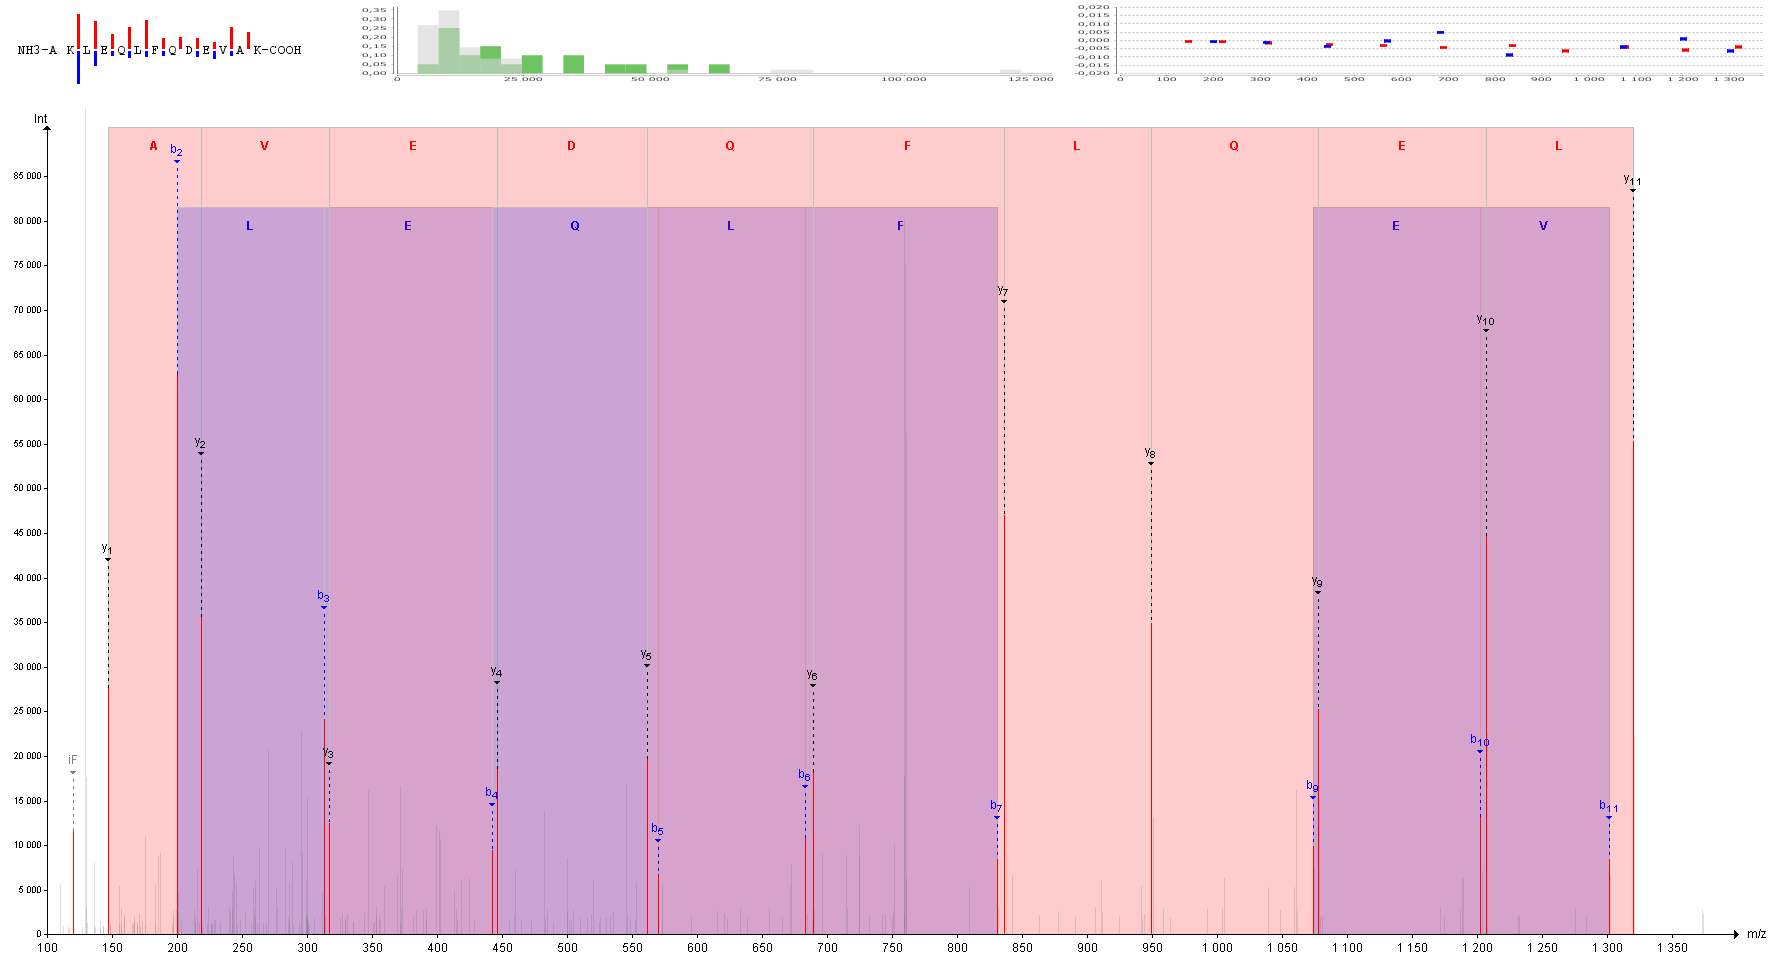 NH3-A K L E Q L F Q D E V A K-COOH
0,35
0,25
0,15
0,05
0,00
0 25 000 50 000 75 000 100 000 125 000
0,020
0,015
0,010
0,005
0,000
-0,005
-0,010
-0,015
-0,020
0 100 200 300 400 500 600 700 800 900 1 000 1 100 1 200 1 300
Int
A V E D Q F L Q E L
b2
y11
L E Q L F E V
85 000
80 000
75 000
70 000
65 000
60 000
55 000
50 000
45 000
40 000
35 000
30 000
25 000
20 000
15 000
10 000
5 000
0
y7
y10
y2
y8
y1
y9
b3
y5
y4
y6
y3
iF
b10
b6
b9
b4
b7
b11
b5
100 150 200 250 300 350 400 450 500 550 600 650 700 750 800 850 900 950 1 000 1 050 1 100 1 150 1 200 1 250 1 300 1 350 m/z